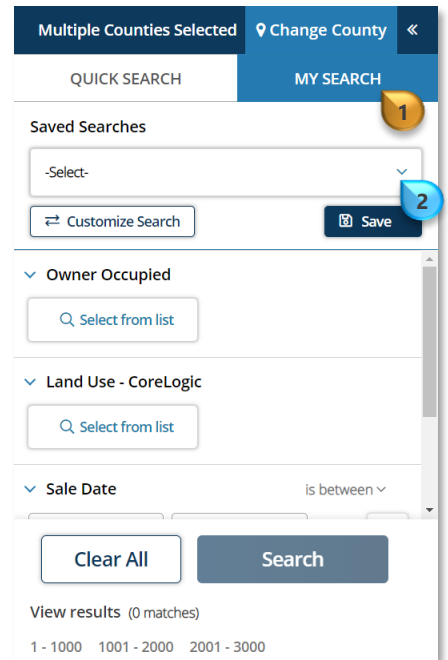 Multiple Counties Selected Change County «
QUICK SEARCH MY SEARCH
1
Saved Searches
-Select-
2
Customize Search Save
Owner Occupied
Select from list
Land Use - CoreLogic
Select from list
Sale Date is between
Clear All Search
View results (0 matches)
1 - 1000 1001 - 2000 2001 - 3000